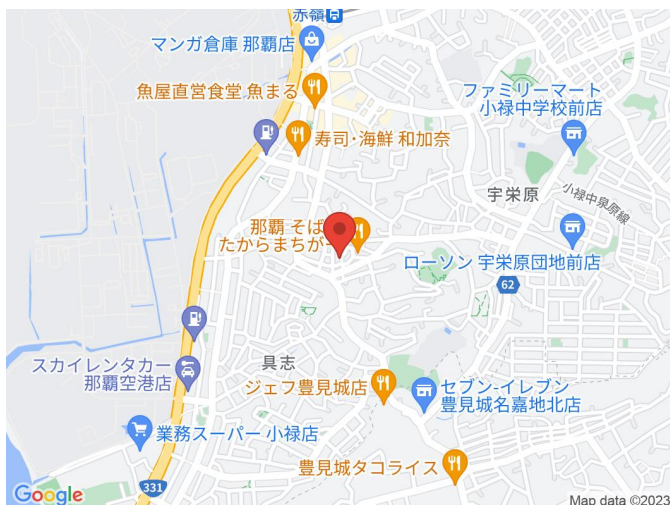 赤嶺
マンガ倉庫 那覇店
魚屋直営食堂 魚まる
ファミリーマート
小禄中学校前店
寿司・海鮮 和加奈
宇栄原
小禄中泉原線
那覇 そば
たからまちがー
ローソン 宇栄原団地前店
62
スカイレンタカー
那覇空港店
具志
ジェフ豊見城店
セブン-イレブン
豊見城名嘉地北店
業務スーパー 小禄店
豊見城タコライス
331
Google
Map data ©2023